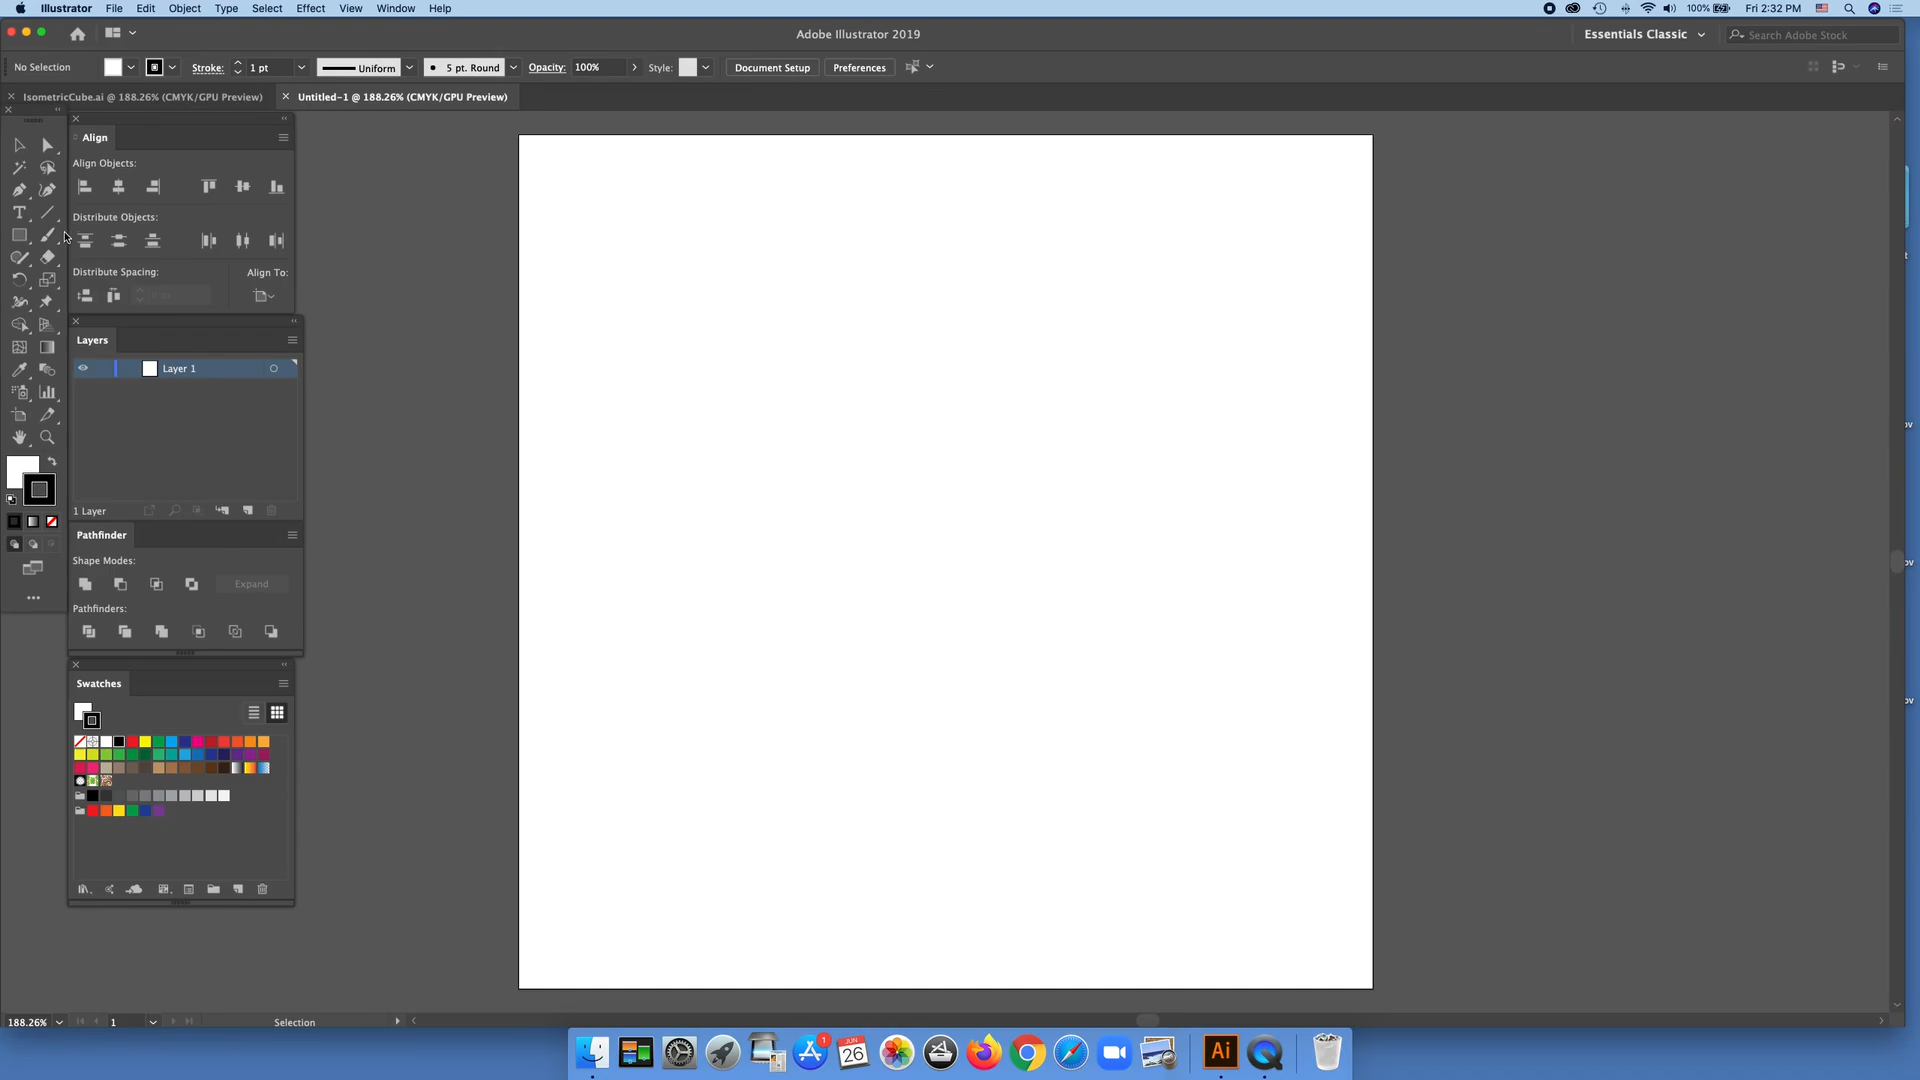 Illustrator File Edit Object Type Select Effect View Window Help
100% Fri 2:32 PM
Adobe Illustrator 2019
Essentials Classic
Search Adobe Stock
No Selection
Stroke: 1 pt
Uniform
5 pt. Round
Opacity: 100%
Style:
Document Setup
Preferences
IsometricCube.ai @ 188.26% (CMYK/GPU Preview)
Untitled-1 @ 188.26% (CMYK/GPU Preview)
Align
Align Objects:
Distribute Objects:
Distribute Spacing:
Align To:
Layers
Layer 1
1 Layer
Pathfinder
Shape Modes:
Expand
Pathfinders:
Swatches
188.26%
1
Selection
1
JUN
26
Ai